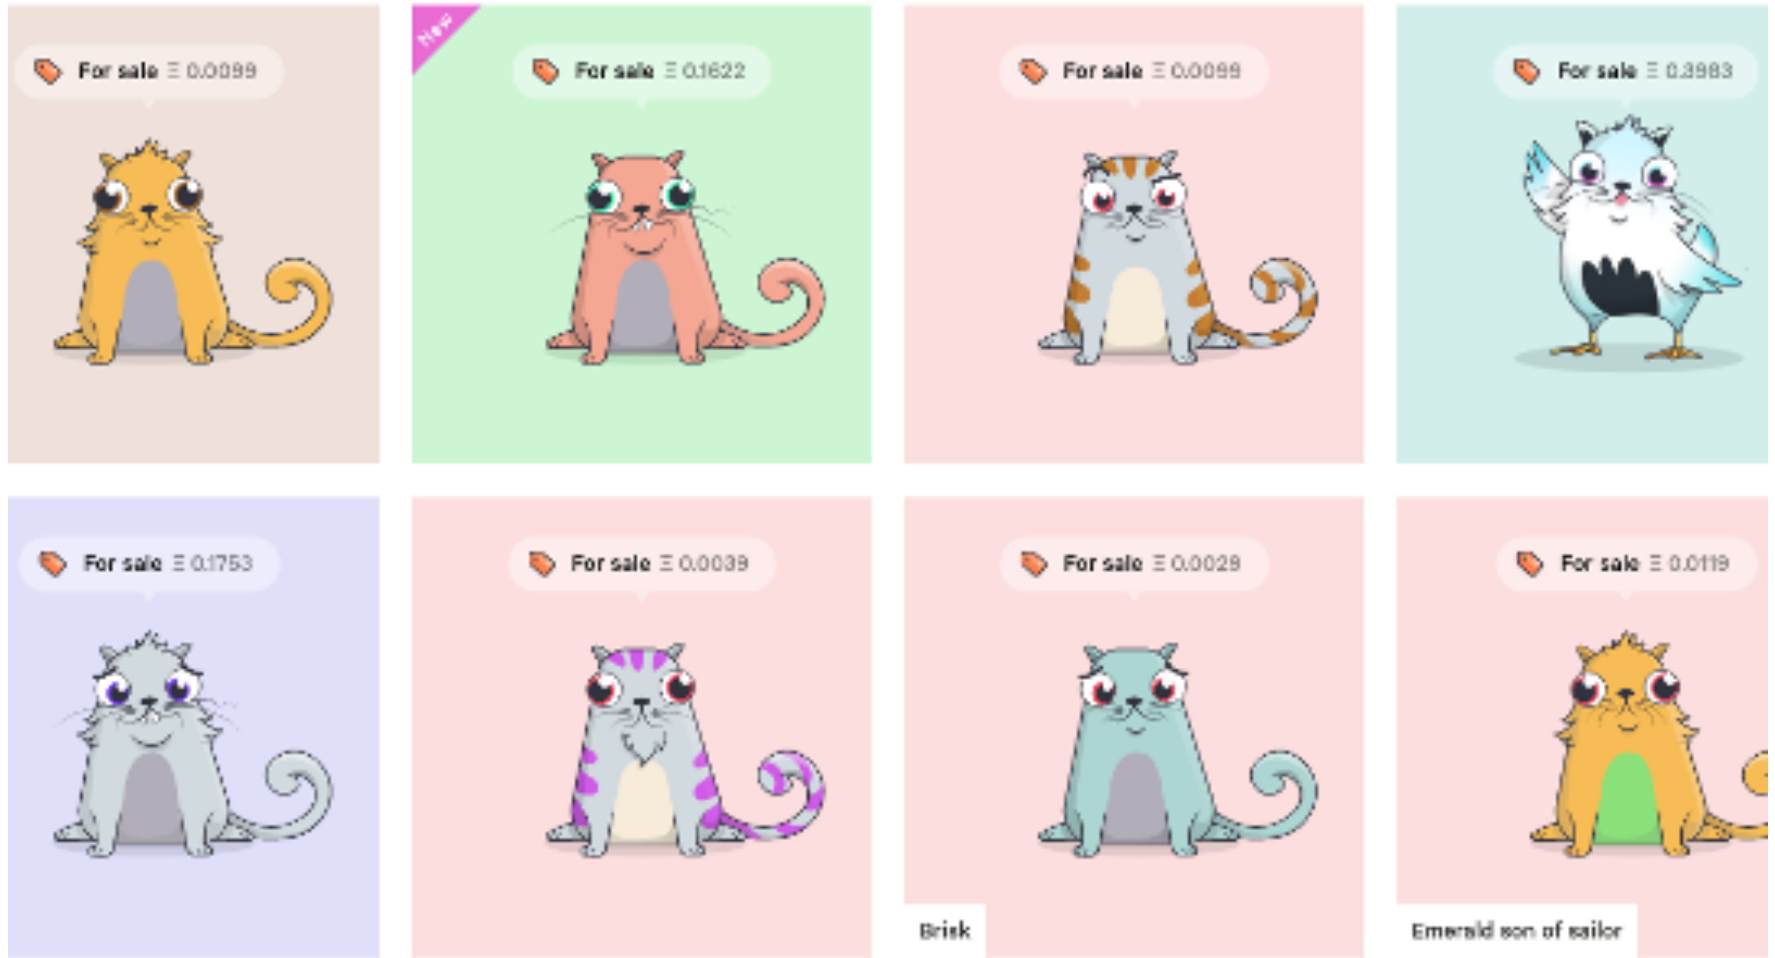 For sale Ξ 0.0099
New
For sale Ξ 0.1622
For sale Ξ 0.0099
For sale Ξ 0.3983
For sale Ξ 0.1753
For sale Ξ 0.0039
For sale Ξ 0.0029
For sale Ξ 0.0119
Brisk
Emerald son of sailor